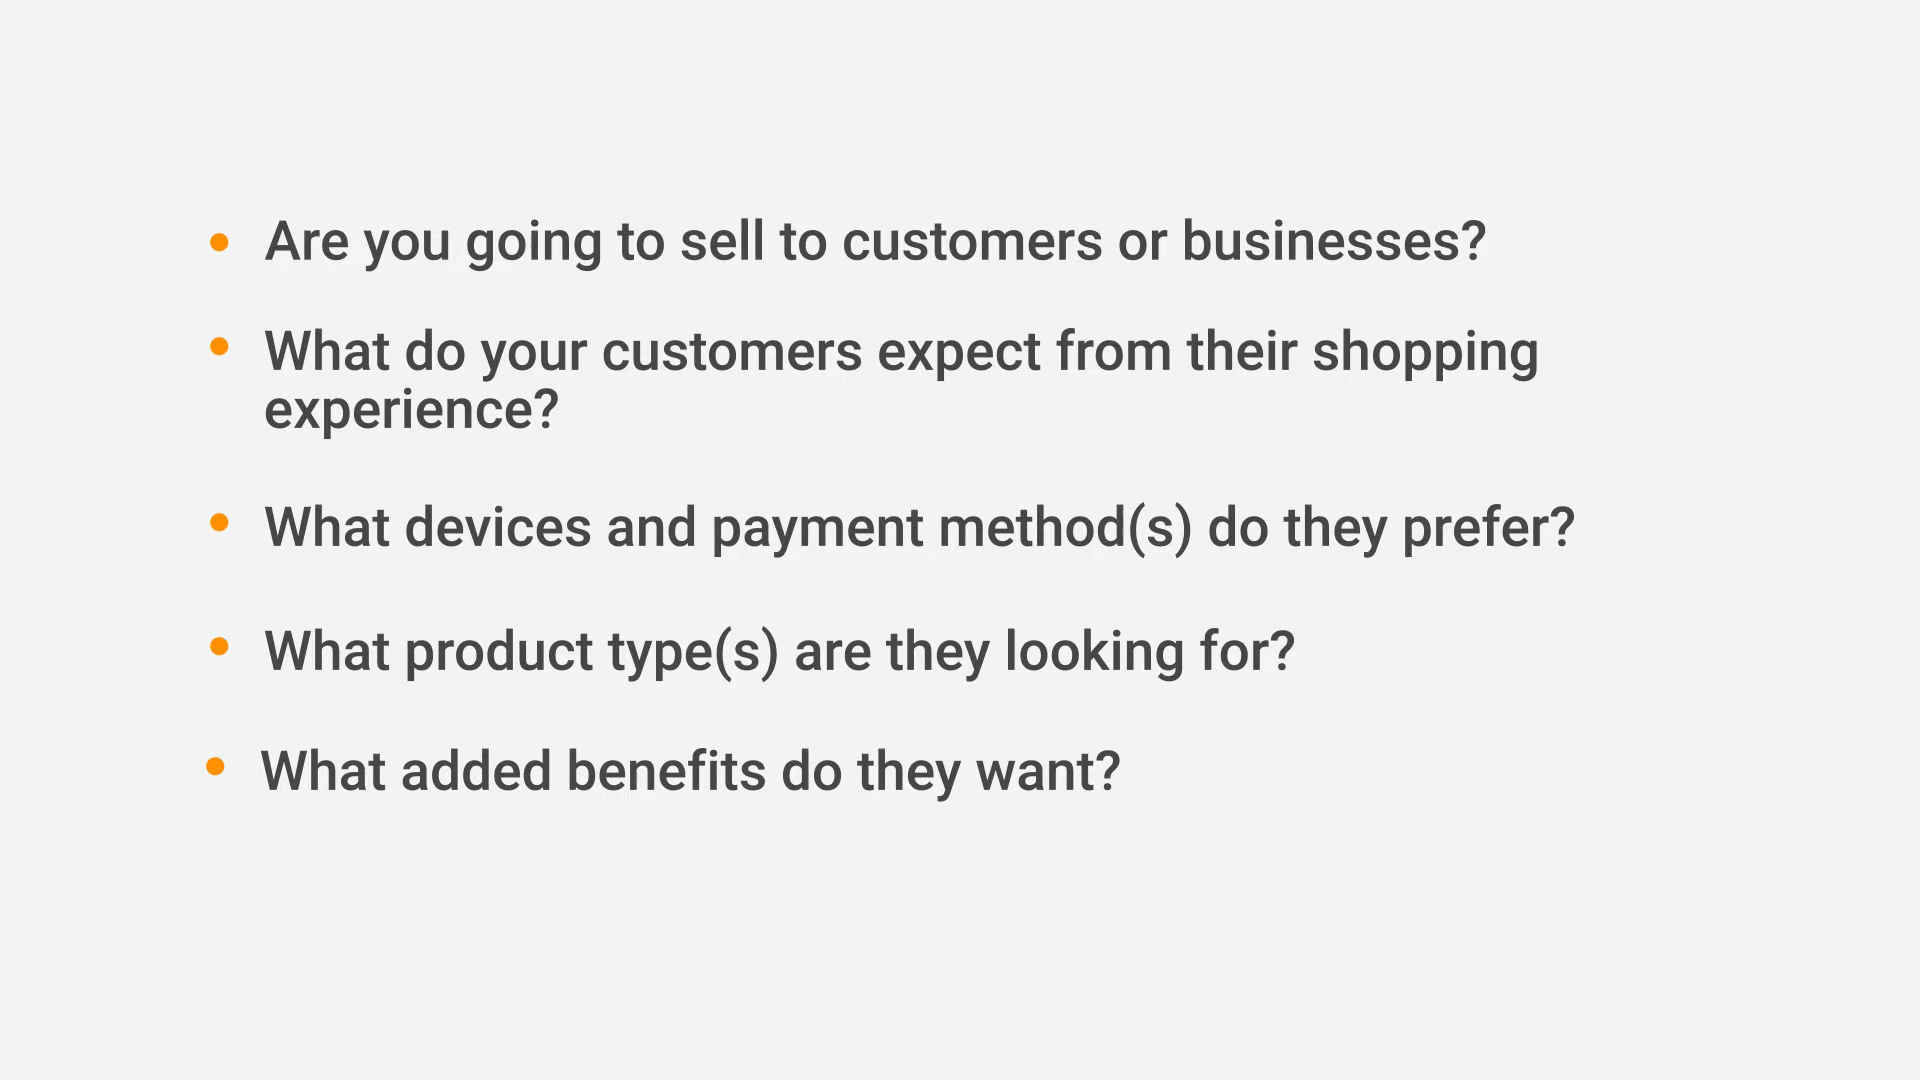 • Are you going to sell to customers or businesses?
• What do your customers expect from their shopping
experience?
• What devices and payment method(s) do they prefer?
• What product type(s) are they looking for?
• What added benefits do they want?